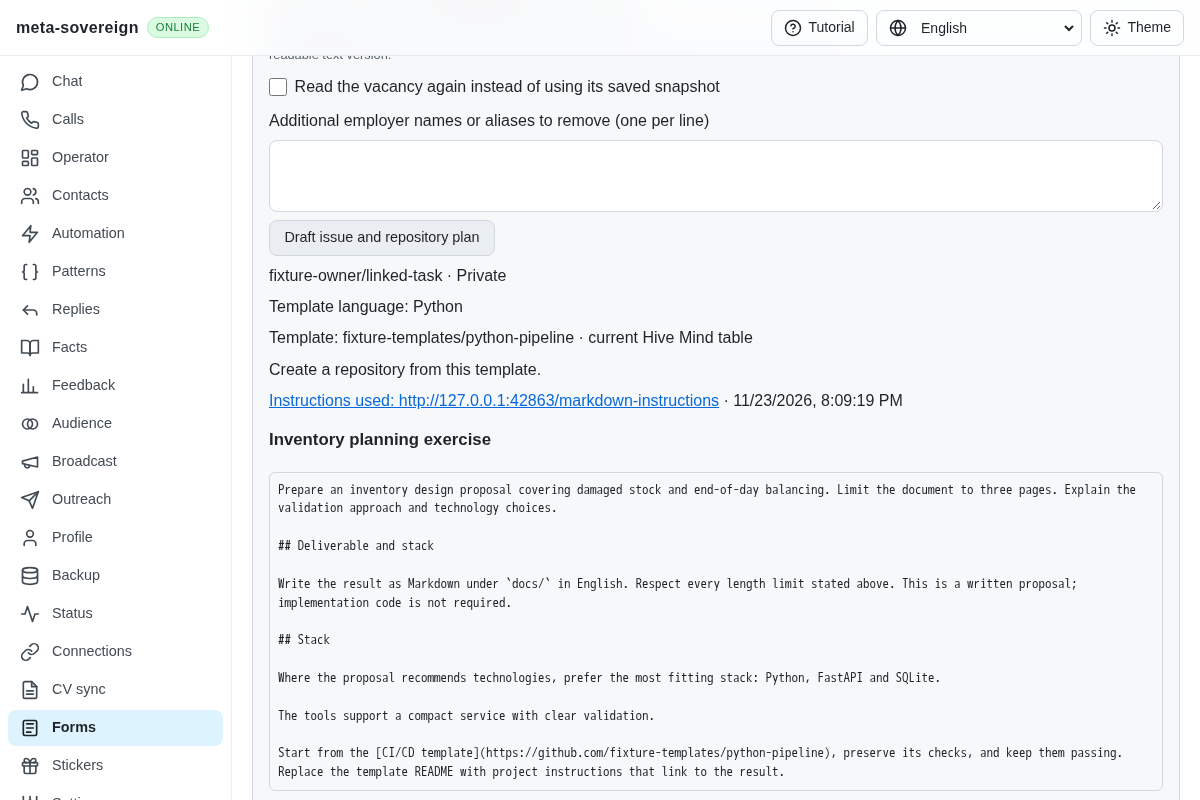 meta-sovereign
ONLINE
Tutorial
English
Theme
Chat
Calls
Operator
Contacts
Automation
Patterns
Replies
Facts
Feedback
Audience
Broadcast
Outreach
Profile
Backup
Status
Connections
CV sync
Forms
Stickers
readable text version.
Read the vacancy again instead of using its saved snapshot
Additional employer names or aliases to remove (one per line)
Draft issue and repository plan
fixture-owner/linked-task · Private
Template language: Python
Template: fixture-templates/python-pipeline · current Hive Mind table
Create a repository from this template.
Instructions used: http://127.0.0.1:42863/markdown-instructions · 11/23/2026, 8:09:19 PM
Inventory planning exercise
Prepare an inventory design proposal covering damaged stock and end-of-day balancing. Limit the document to three pages. Explain the
validation approach and technology choices.
## Deliverable and stack
Write the result as Markdown under `docs/` in English. Respect every length limit stated above. This is a written proposal;
implementation code is not required.
## Stack
Where the proposal recommends technologies, prefer the most fitting stack: Python, FastAPI and SQLite.
The tools support a compact service with clear validation.
Start from the [CI/CD template](https://github.com/fixture-templates/python-pipeline), preserve its checks, and keep them passing.
Replace the template README with project instructions that link to the result.